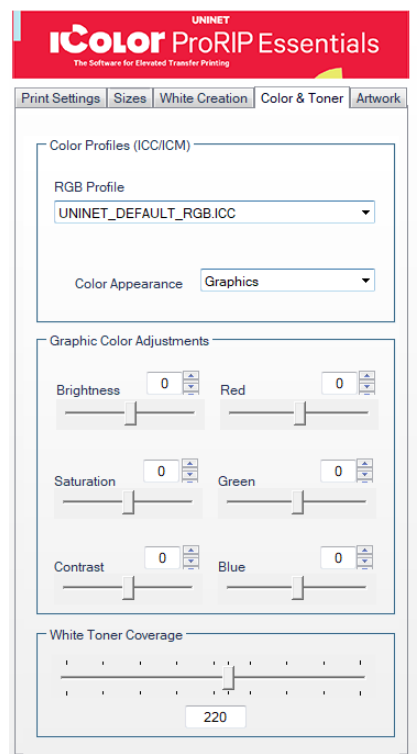 UNINET
IColor ProRIP Essentials
The Software for Elevated Transfer Printing
Print Settings Sizes White Creation Color & Toner Artwork
Color Profiles (ICC/ICM)
RGB Profile
UNINET_DEFAULT_RGB.ICC
Color Appearance Graphics
Graphic Color Adjustments
Brightness 0 Red 0
Saturation 0 Green 0
Contrast 0 Blue 0
White Toner Coverage
220